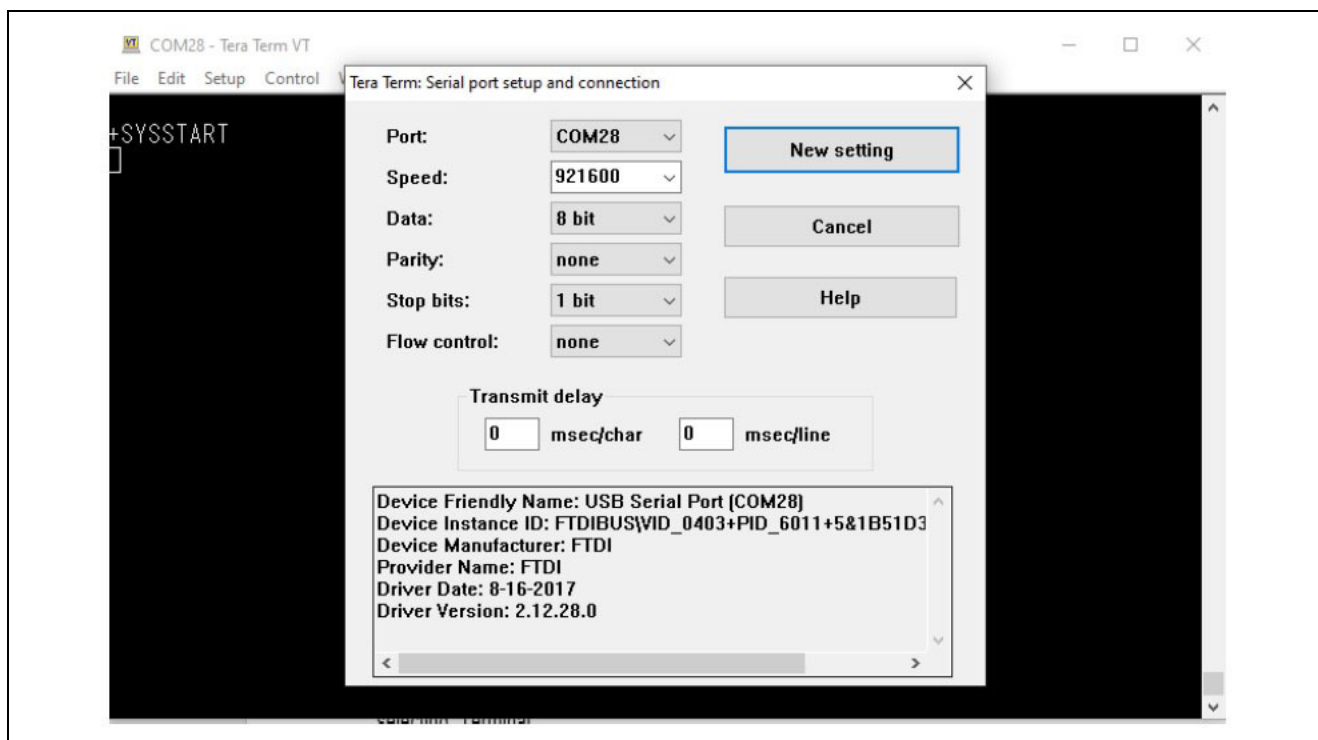 COM28 - Tera Term VT
File Edit Setup Control
Tera Term: Serial port setup and connection
+SYSSTART
Port: COM28
New setting
Speed: 921600
Data: 8 bit
Cancel
Parity: none
Stop bits: 1 bit
Help
Flow control: none
Transmit delay
0 msec/char 0 msec/line
Device Friendly Name: USB Serial Port (COM28)
Device Instance ID: FTDIBUS\VID_0403+PID_6011+5&1B51D3
Device Manufacturer: FTDI
Provider Name: FTDI
Driver Date: 8-16-2017
Driver Version: 2.12.28.0